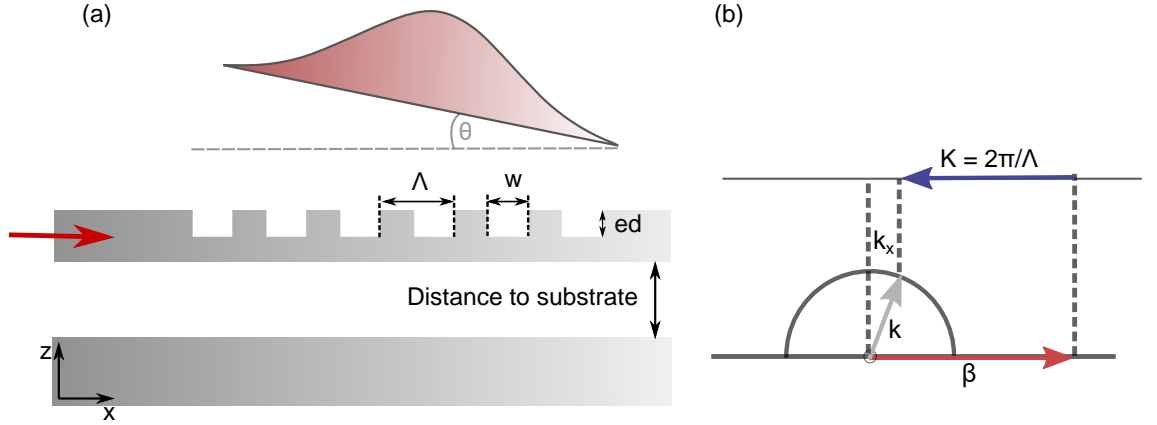 (a)
(b)
θ
K = 2π/Λ
Λ
w
ed
kₓ
Distance to substrate
k
z
x
β